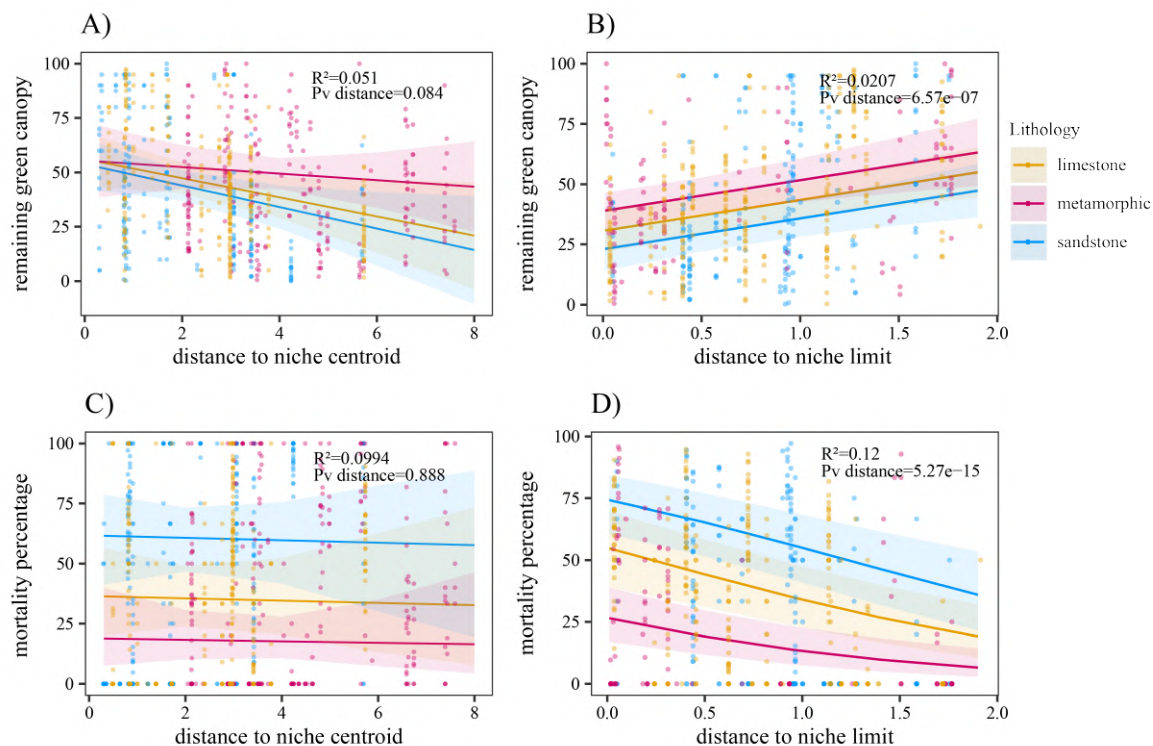 A)
R²=0.051
Pv distance=0.084
remaining green canopy
100
75
50
25
0
0
2
4
6
8
distance to niche centroid
B)
R²=0.0207
Pv distance=6.57e−07
remaining green canopy
100
75
50
25
0
0.0
0.5
1.0
1.5
2.0
distance to niche limit
Lithology
limestone
metamorphic
sandstone
C)
R²=0.0994
Pv distance=0.888
mortality percentage
100
75
50
25
0
0
2
4
6
8
distance to niche centroid
D)
R²=0.12
Pv distance=5.27e−15
mortality percentage
100
75
50
25
0
0.0
0.5
1.0
1.5
2.0
distance to niche limit